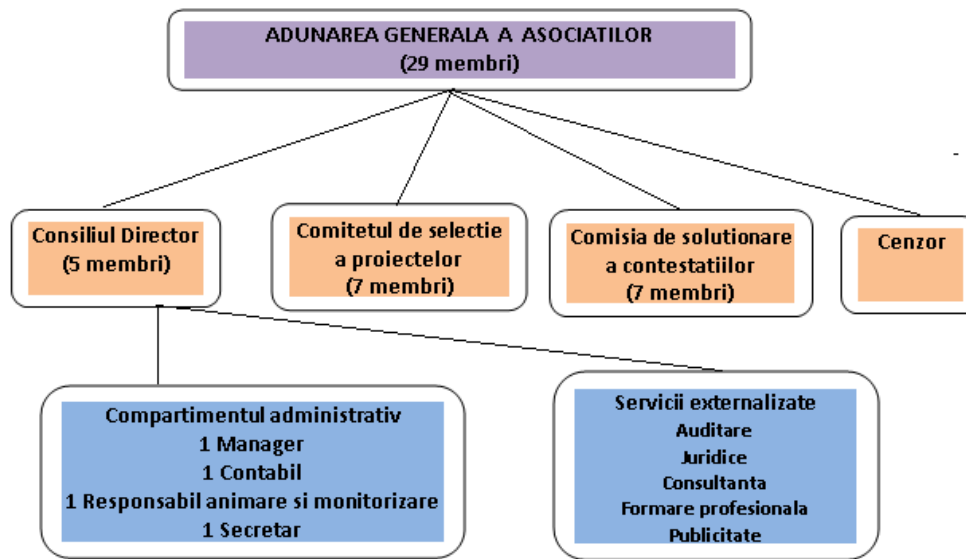 ADUNAREA GENERALA A ASOCIATILOR
(29 membri)
Consiliul Director
(5 membri)
Comitetul de selectie
a proiectelor
(7 membri)
Comisia de solutionare
a contestatiilor
(7 membri)
Cenzor
Compartimentul administrativ
1 Manager
1 Contabil
1 Responsabil animare si monitorizare
1 Secretar
Servicii externalizate
Auditare
Juridice
Consultanta
Formare profesionala
Publicitate